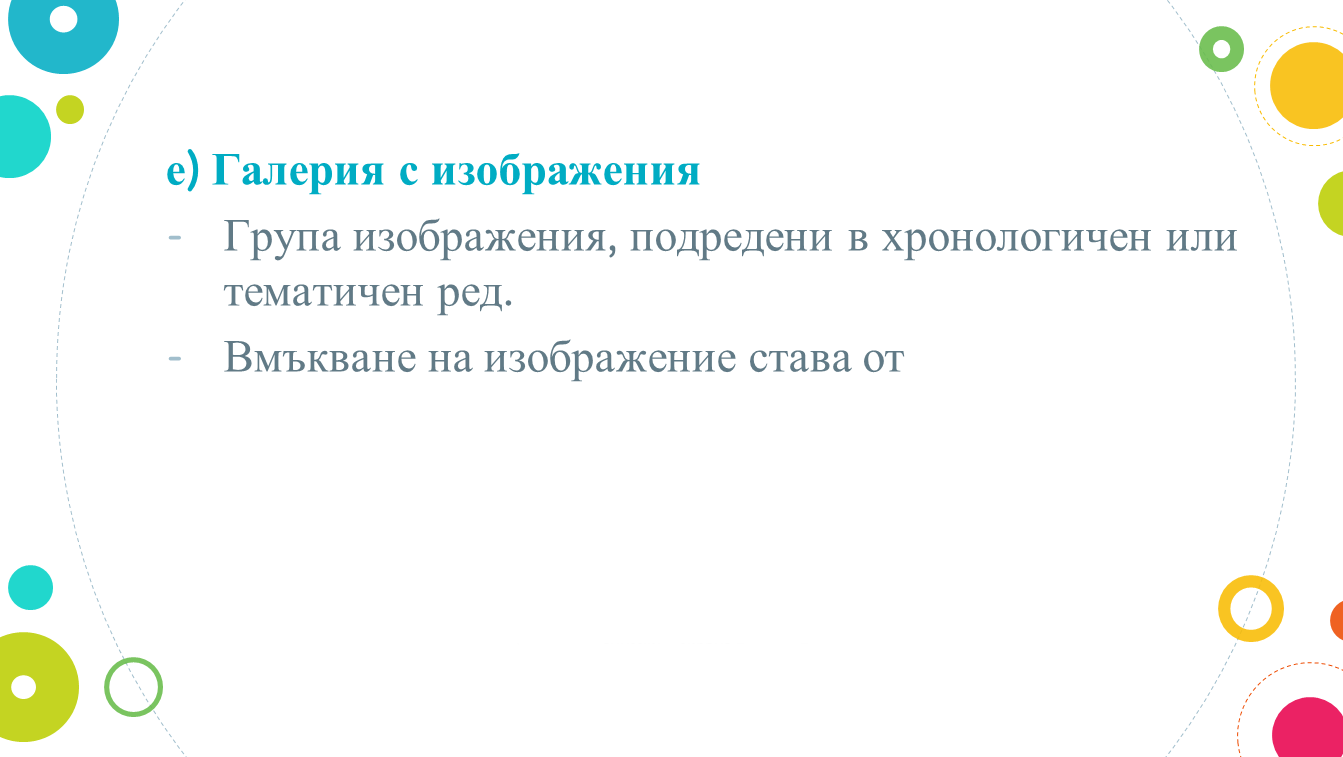 е) Галерия с изображения
- Група изображения, подредени в хронологичен или
тематичен ред.
- Вмъкване на изображение става от